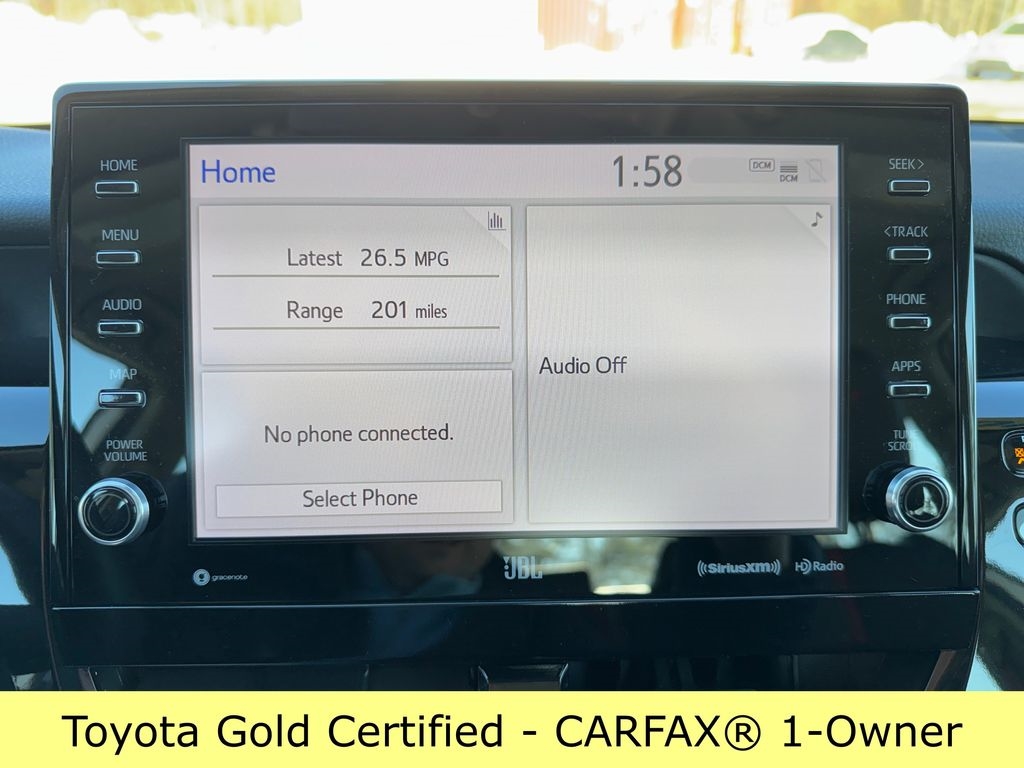 HOME
MENU
AUDIO
MAP
POWER
VOLUME
Home
1:58
DCM
DCM
Latest 26.5 MPG
Range 201 miles
No phone connected.
Select Phone
Audio Off
SEEK>
<TRACK
PHONE
APPS
TUNE
SCROLL
gracenote
JBL
((SiriusXM))
HD Radio
Toyota Gold Certified - CARFAX® 1-Owner